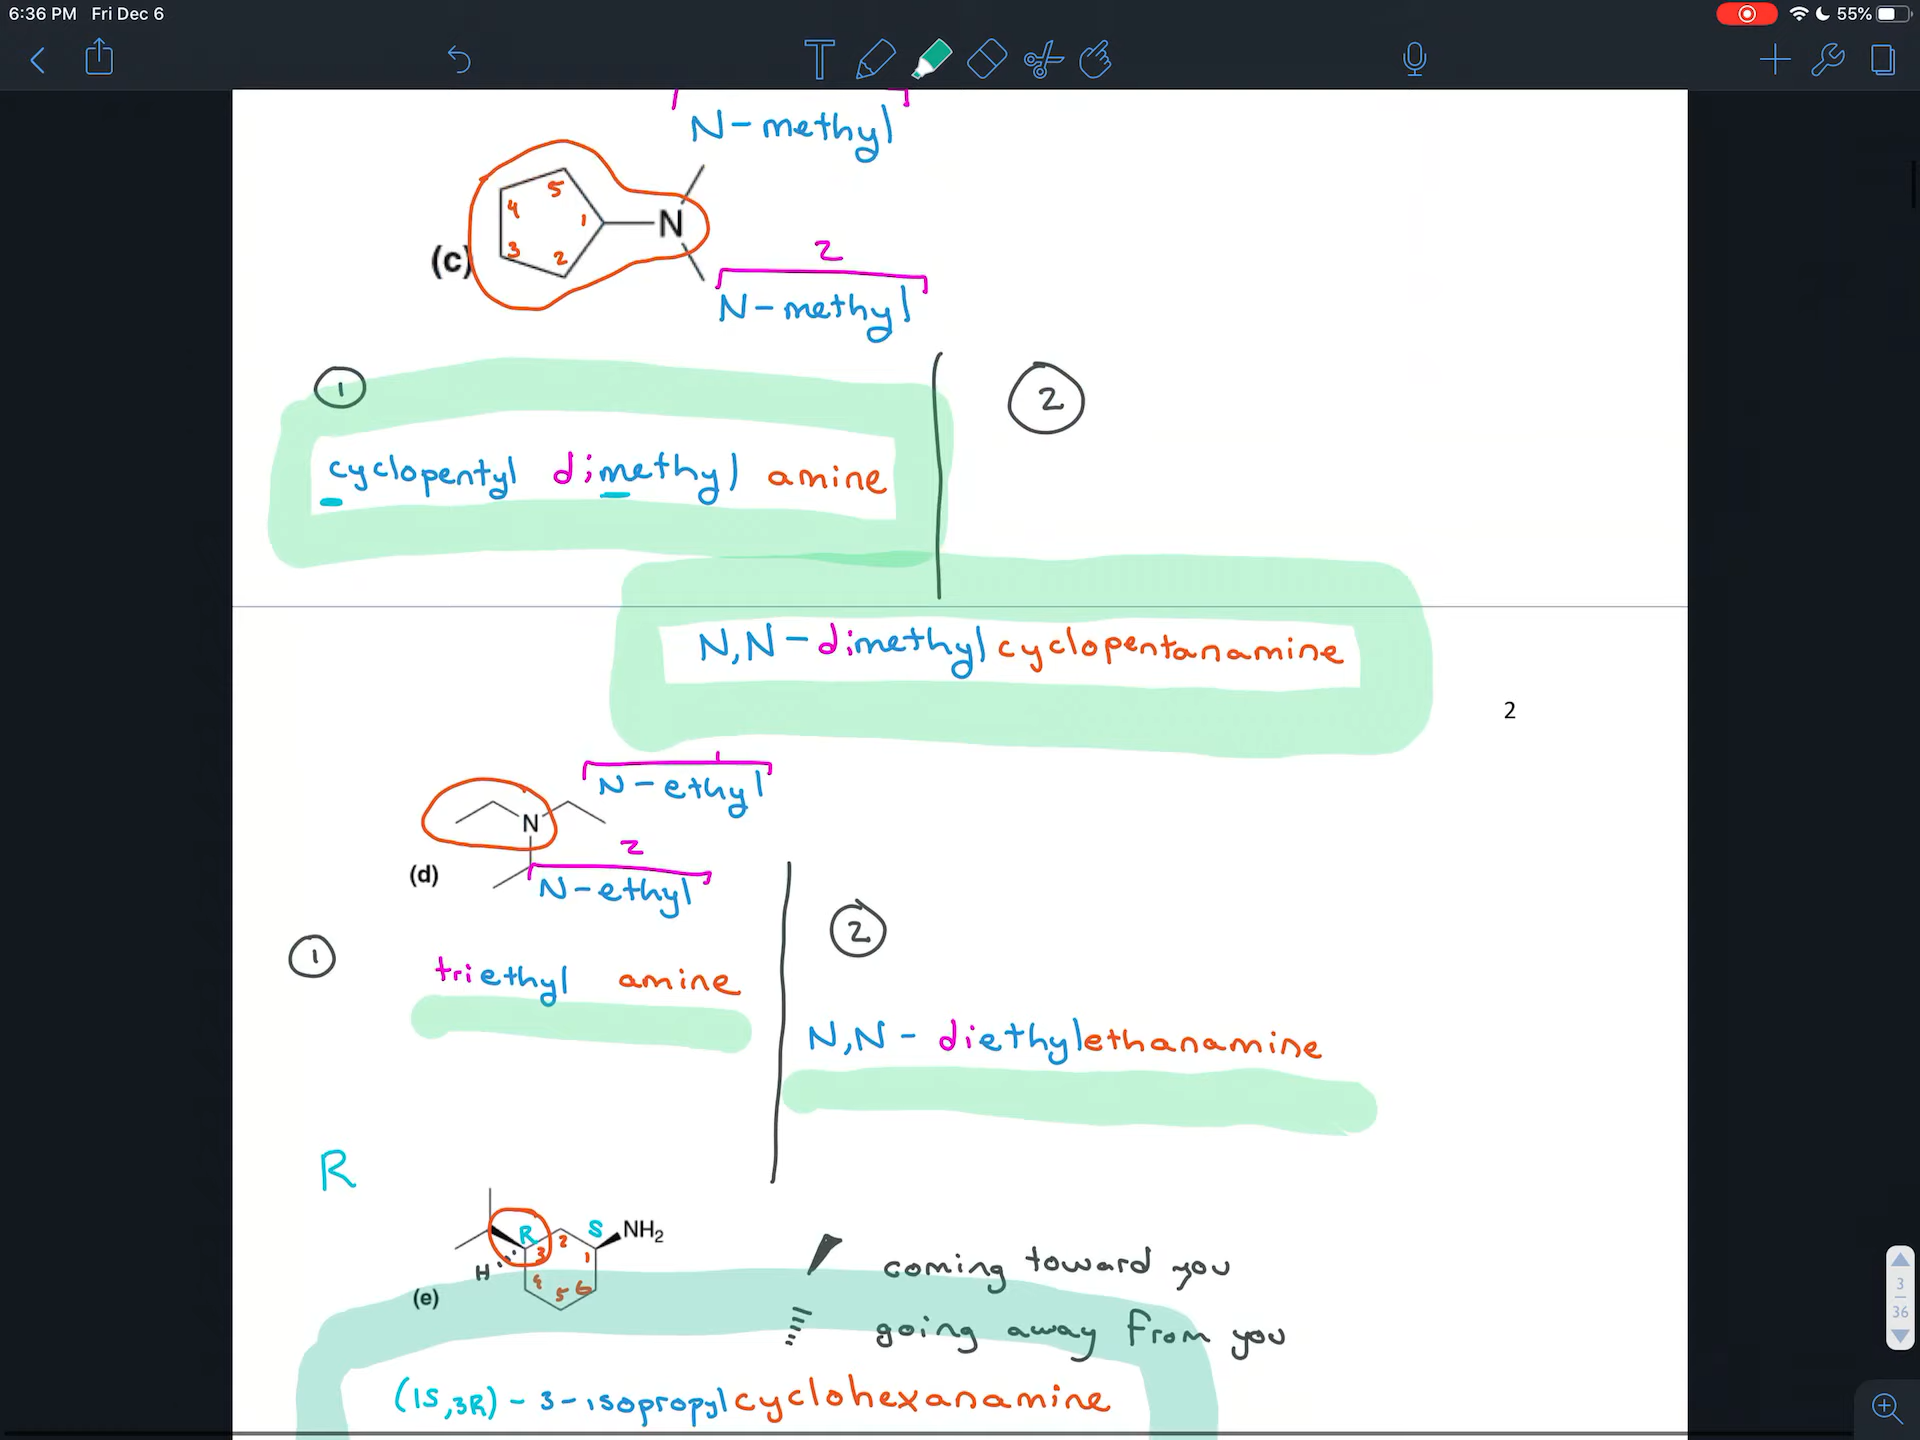 6:36 PM Fri Dec 6
55%
T
N-methyl
5
4
1
N
3
2
(c)
2
N-methyl
1
2
cyclopentyl dimethyl amine
N,N-dimethylcyclopentanamine
2
1
N-ethyl
N
2
(d)
N-ethyl
1
2
triethyl amine
N,N-diethylethanamine
R
R
S
NH2
2
3
1
H
4
5
6
(e)
coming toward you
going away from you
3
36
(1S,3R)-3-isopropylcyclohexanamine